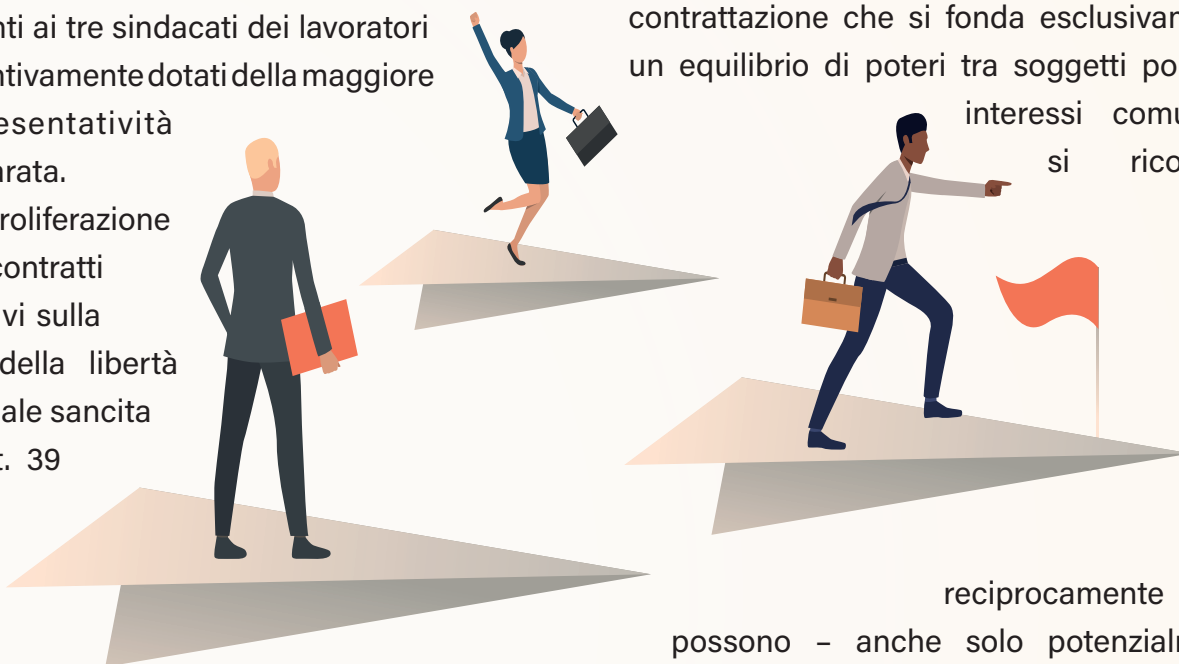 nti ai tre sindacati dei lavoratori
ntivamente dotati della maggiore
esentatività
arata.
roliferazione
contratti
vi sulla
della libertà
ale sancita
t. 39
contrattazione che si fonda esclusivam
un equilibrio di poteri tra soggetti po
interessi comu
si rico
reciprocamente
possono – anche solo potenzialm